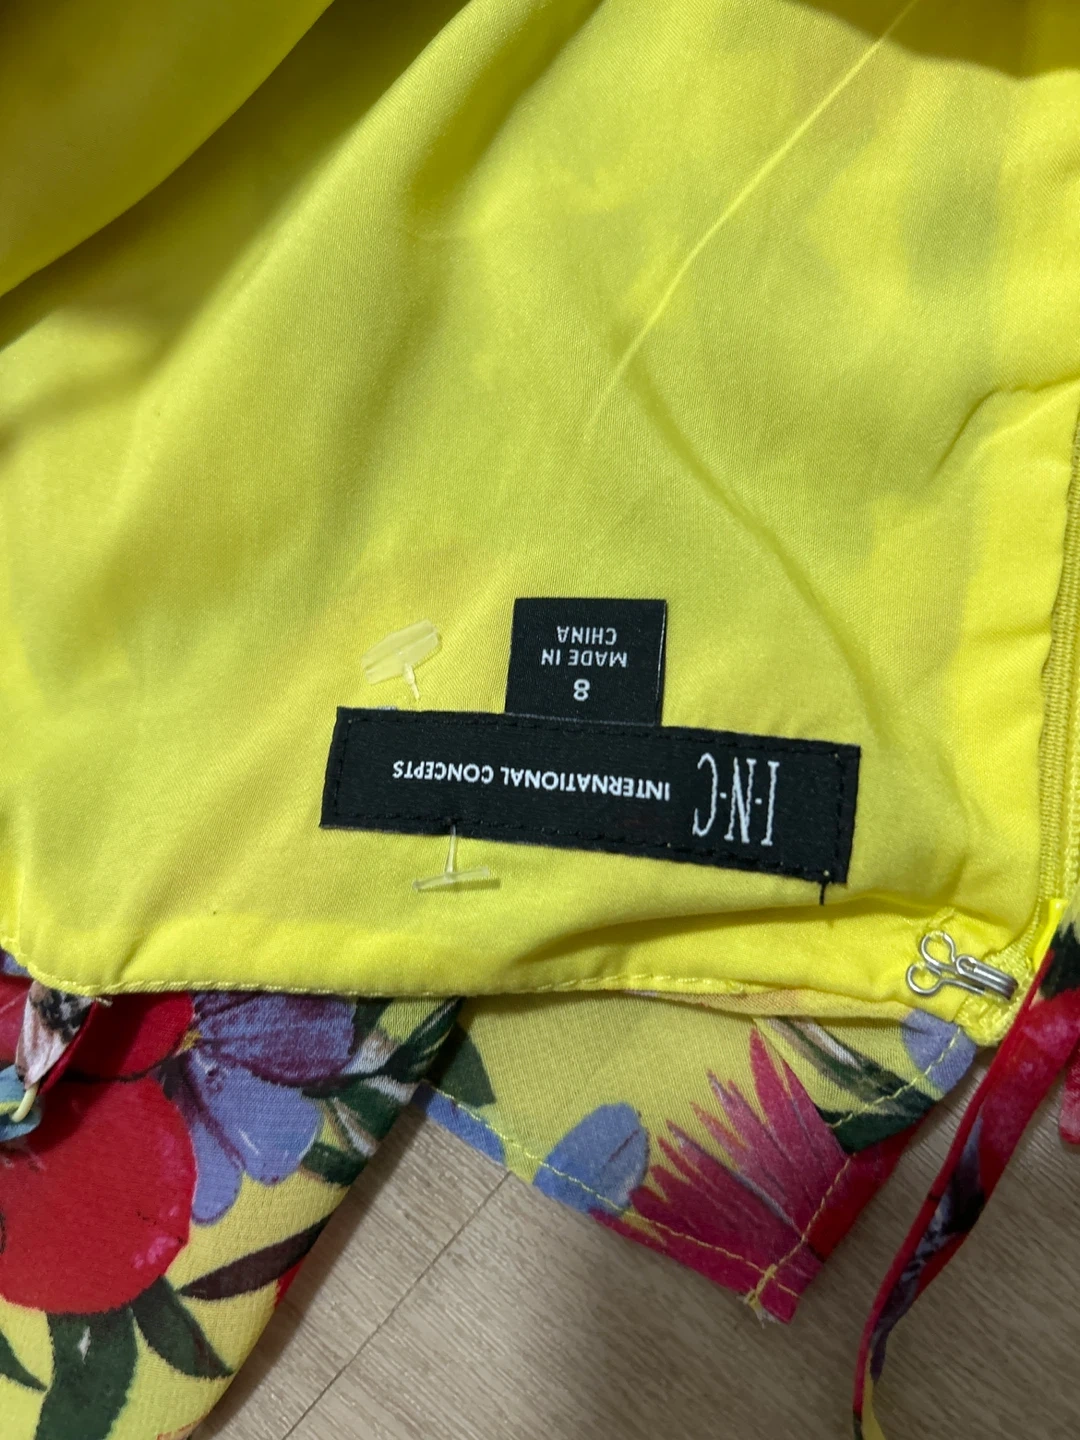 I·N·C INTERNATIONAL CONCEPTS
8
MADE IN
CHINA